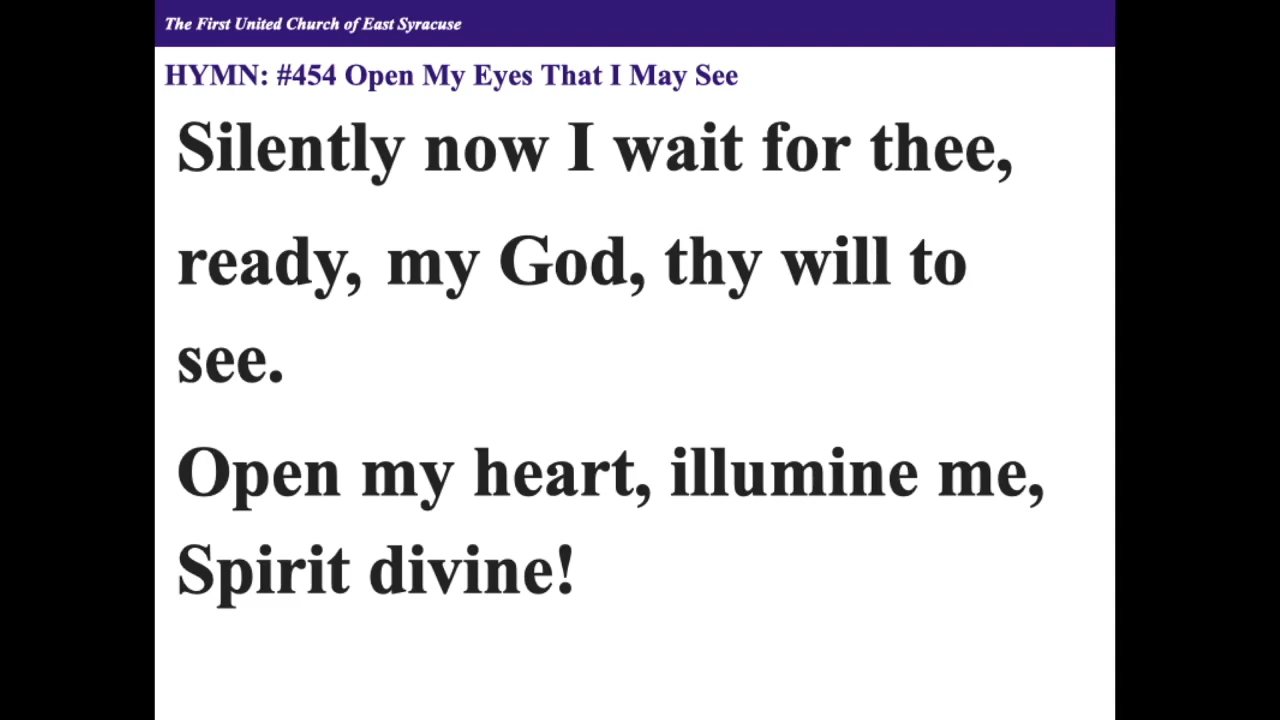 The First United Church of East Syracuse
HYMN: #454 Open My Eyes That I May See
Silently now I wait for thee,
ready, my God, thy will to
see.
Open my heart, illumine me,
Spirit divine!